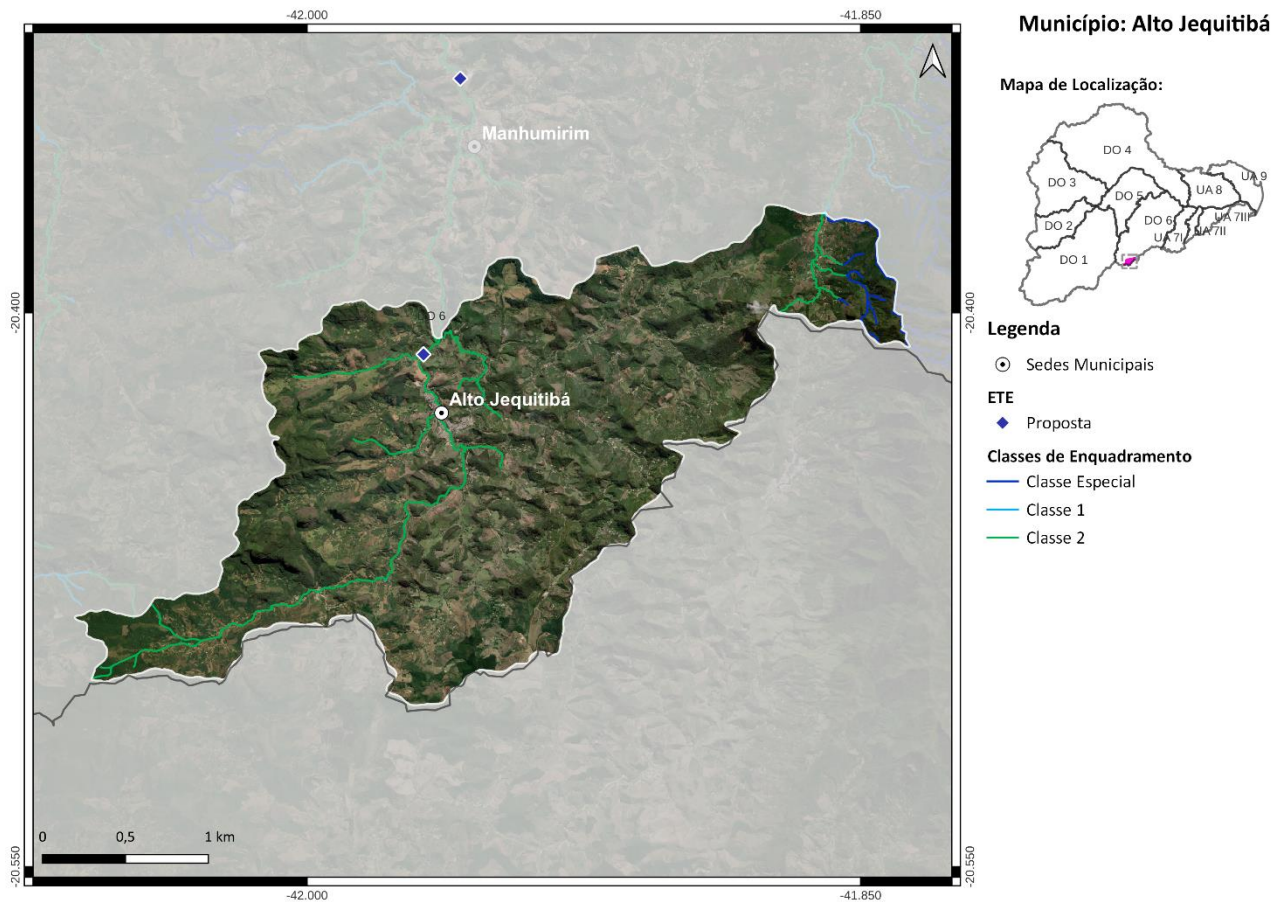 Município: Alto Jequitibá
-42.000
-41.850
Mapa de Localização:
DO 4
DO 3
DO 5
UA 8
UA 9
DO 2
DO 6
UA 7III
UA 7I
UA 7II
DO 1
Manhumirim
-20.400
-20.400
DO 6
Alto Jequitibá
Legenda
Sedes Municipais
ETE
Proposta
Classes de Enquadramento
Classe Especial
Classe 1
Classe 2
0
0,5
1 km
-20.550
-20.550
-42.000
-41.850